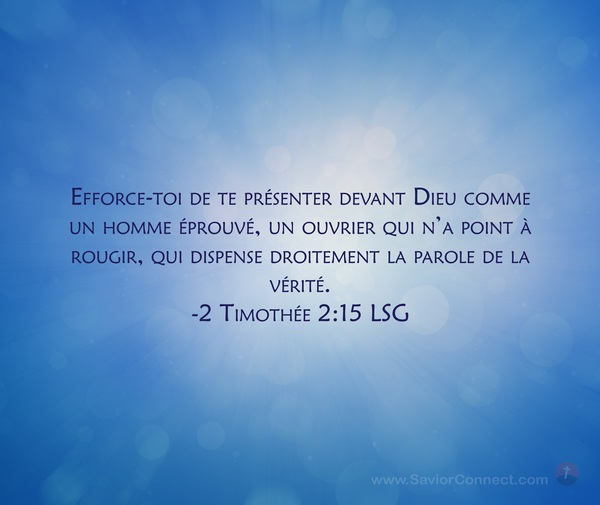 Efforce-toi de te présenter devant Dieu comme
un homme éprouvé, un ouvrier qui n'a point à
rougir, qui dispense droitement la parole de la
vérité.
-2 Timothée 2:15 LSG
www.SaviorConnect.com